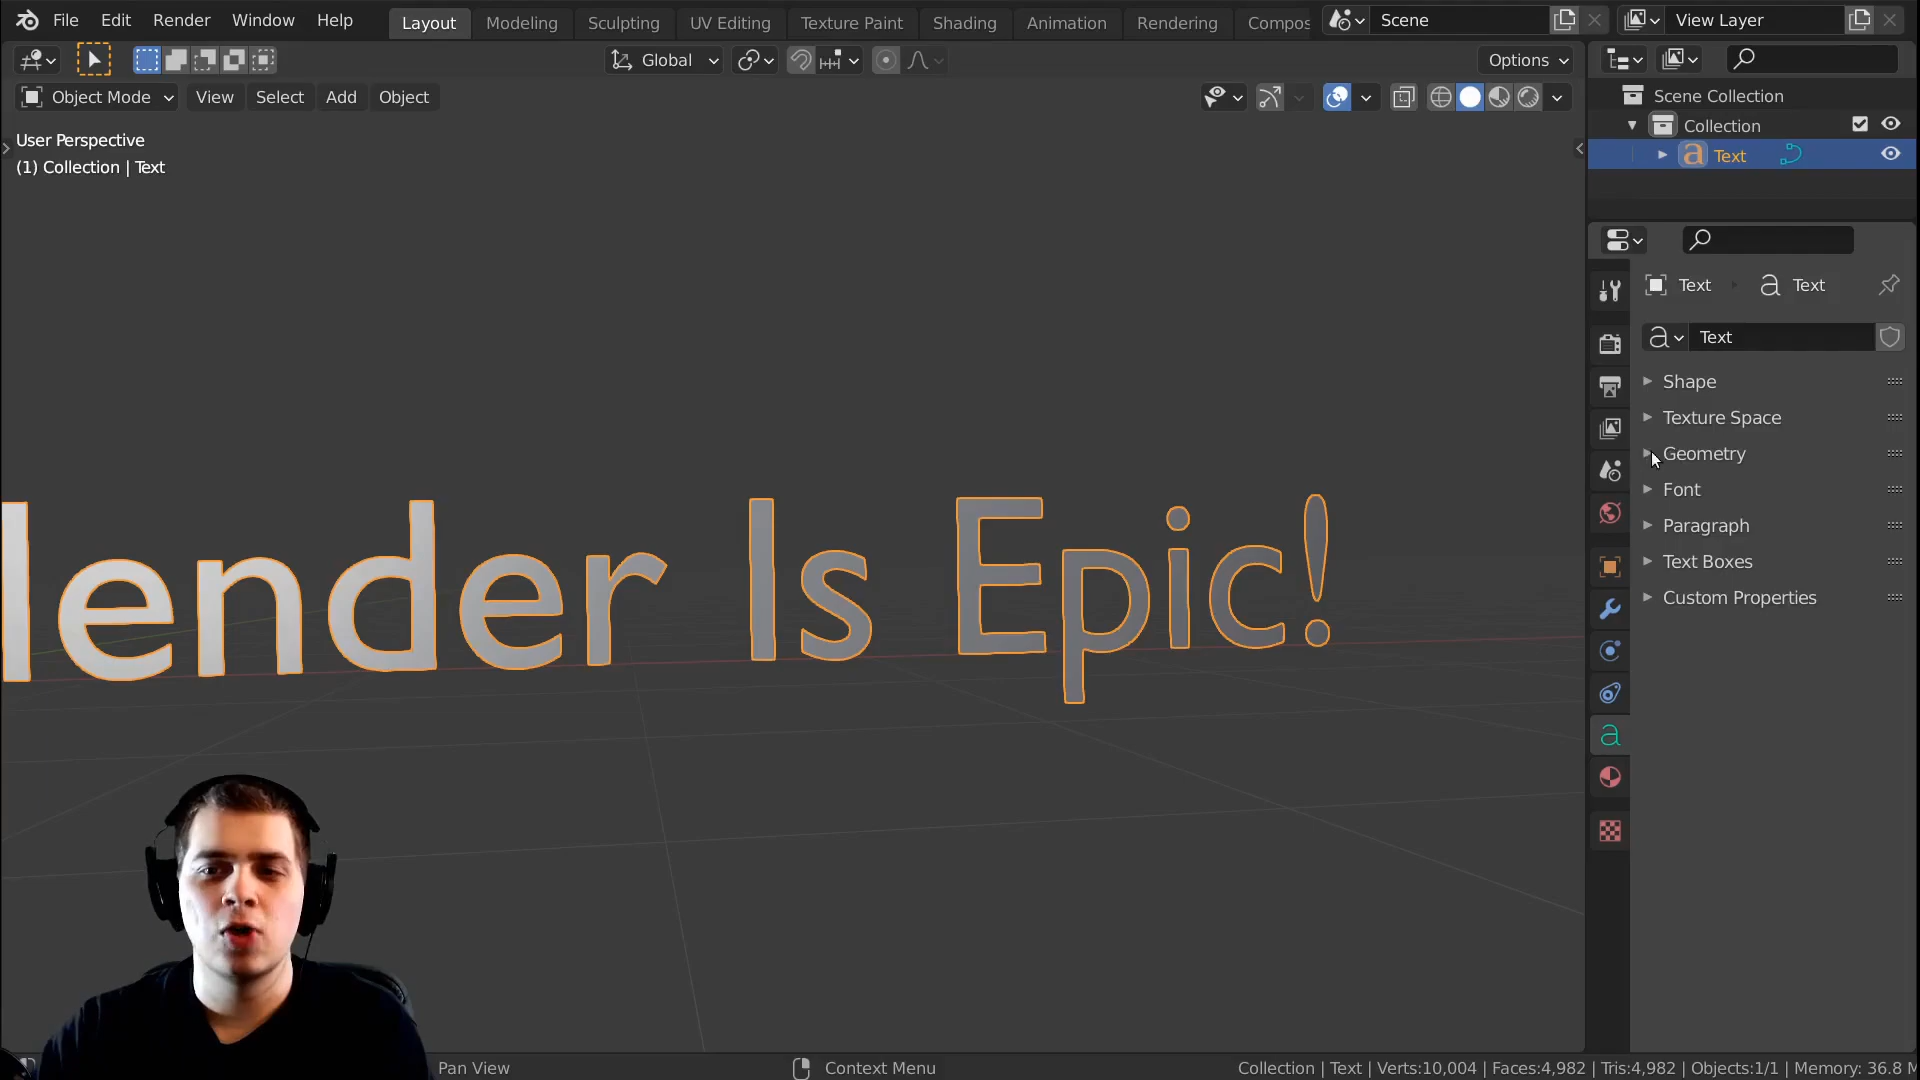 File Edit Render Window Help
Layout Modeling Sculpting UV Editing Texture Paint Shading Animation Rendering Compos
Scene
View Layer
Global
Options
Object Mode View Select Add Object
User Perspective
(1) Collection | Text
Scene Collection
Collection
Text
Text Text
Text
Shape
Texture Space
Geometry
Font
Paragraph
Text Boxes
Custom Properties
lender Is Epic!
Pan View
Context Menu
Collection | Text | Verts:10,004 | Faces:4,982 | Tris:4,982 | Objects:1/1 | Memory: 36.8 M